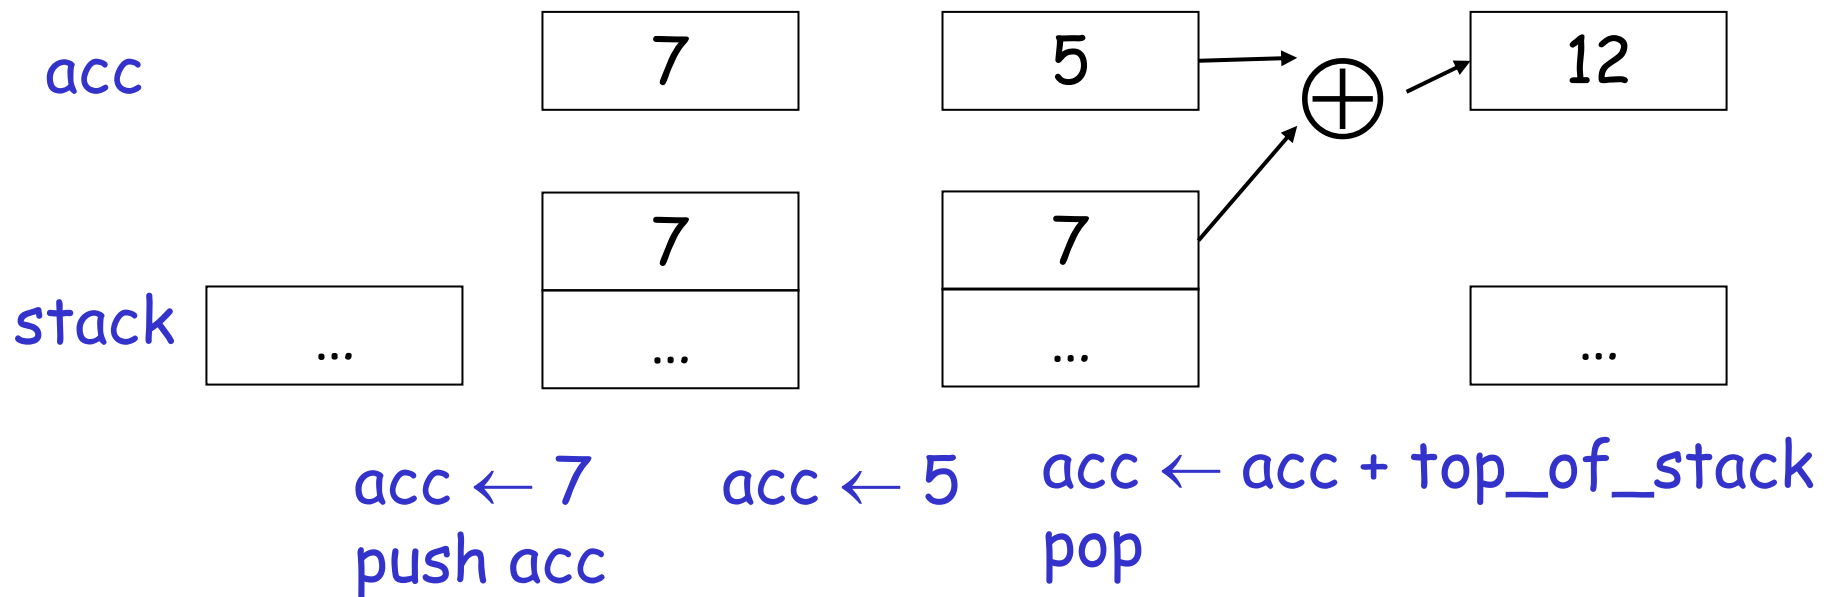 acc 7 5 12
7 7
stack ... ... ... ...
acc ← 7 acc ← 5 acc ← acc + top_of_stack
push acc pop